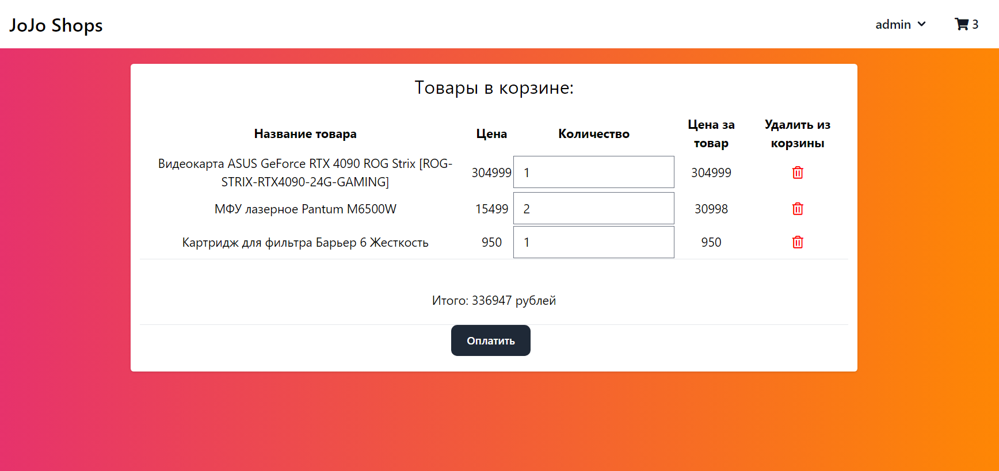 JoJo Shops
admin
3
Товары в корзине:
Название товара Цена Количество Цена за товар Удалить из корзины
Видеокарта ASUS GeForce RTX 4090 ROG Strix [ROG-
STRIX-RTX4090-24G-GAMING] 304999 1 304999
МФУ лазерное Pantum M6500W 15499 2 30998
Картридж для фильтра Барьер 6 Жесткость 950 1 950
Итого: 336947 рублей
Оплатить